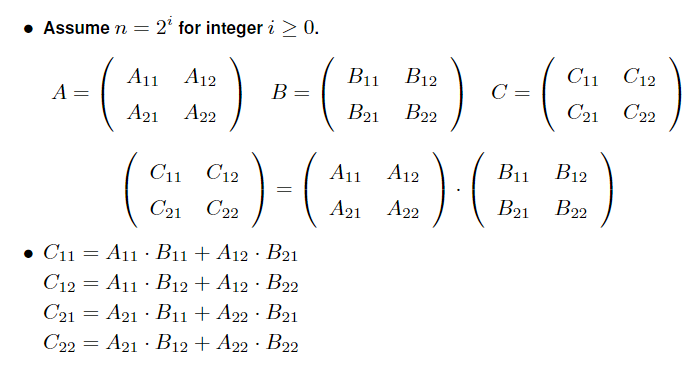 • Assume n = 2^i for integer i ≥ 0.
A = ( A₁₁ A₁₂ ) B = ( B₁₁ B₁₂ ) C = ( C₁₁ C₁₂ )
( A₂₁ A₂₂ ) ( B₂₁ B₂₂ ) ( C₂₁ C₂₂ )
( C₁₁ C₁₂ ) = ( A₁₁ A₁₂ ) · ( B₁₁ B₁₂ )
( C₂₁ C₂₂ ) ( A₂₁ A₂₂ ) ( B₂₁ B₂₂ )
• C₁₁ = A₁₁ · B₁₁ + A₁₂ · B₂₁
C₁₂ = A₁₁ · B₁₂ + A₁₂ · B₂₂
C₂₁ = A₂₁ · B₁₁ + A₂₂ · B₂₁
C₂₂ = A₂₁ · B₁₂ + A₂₂ · B₂₂